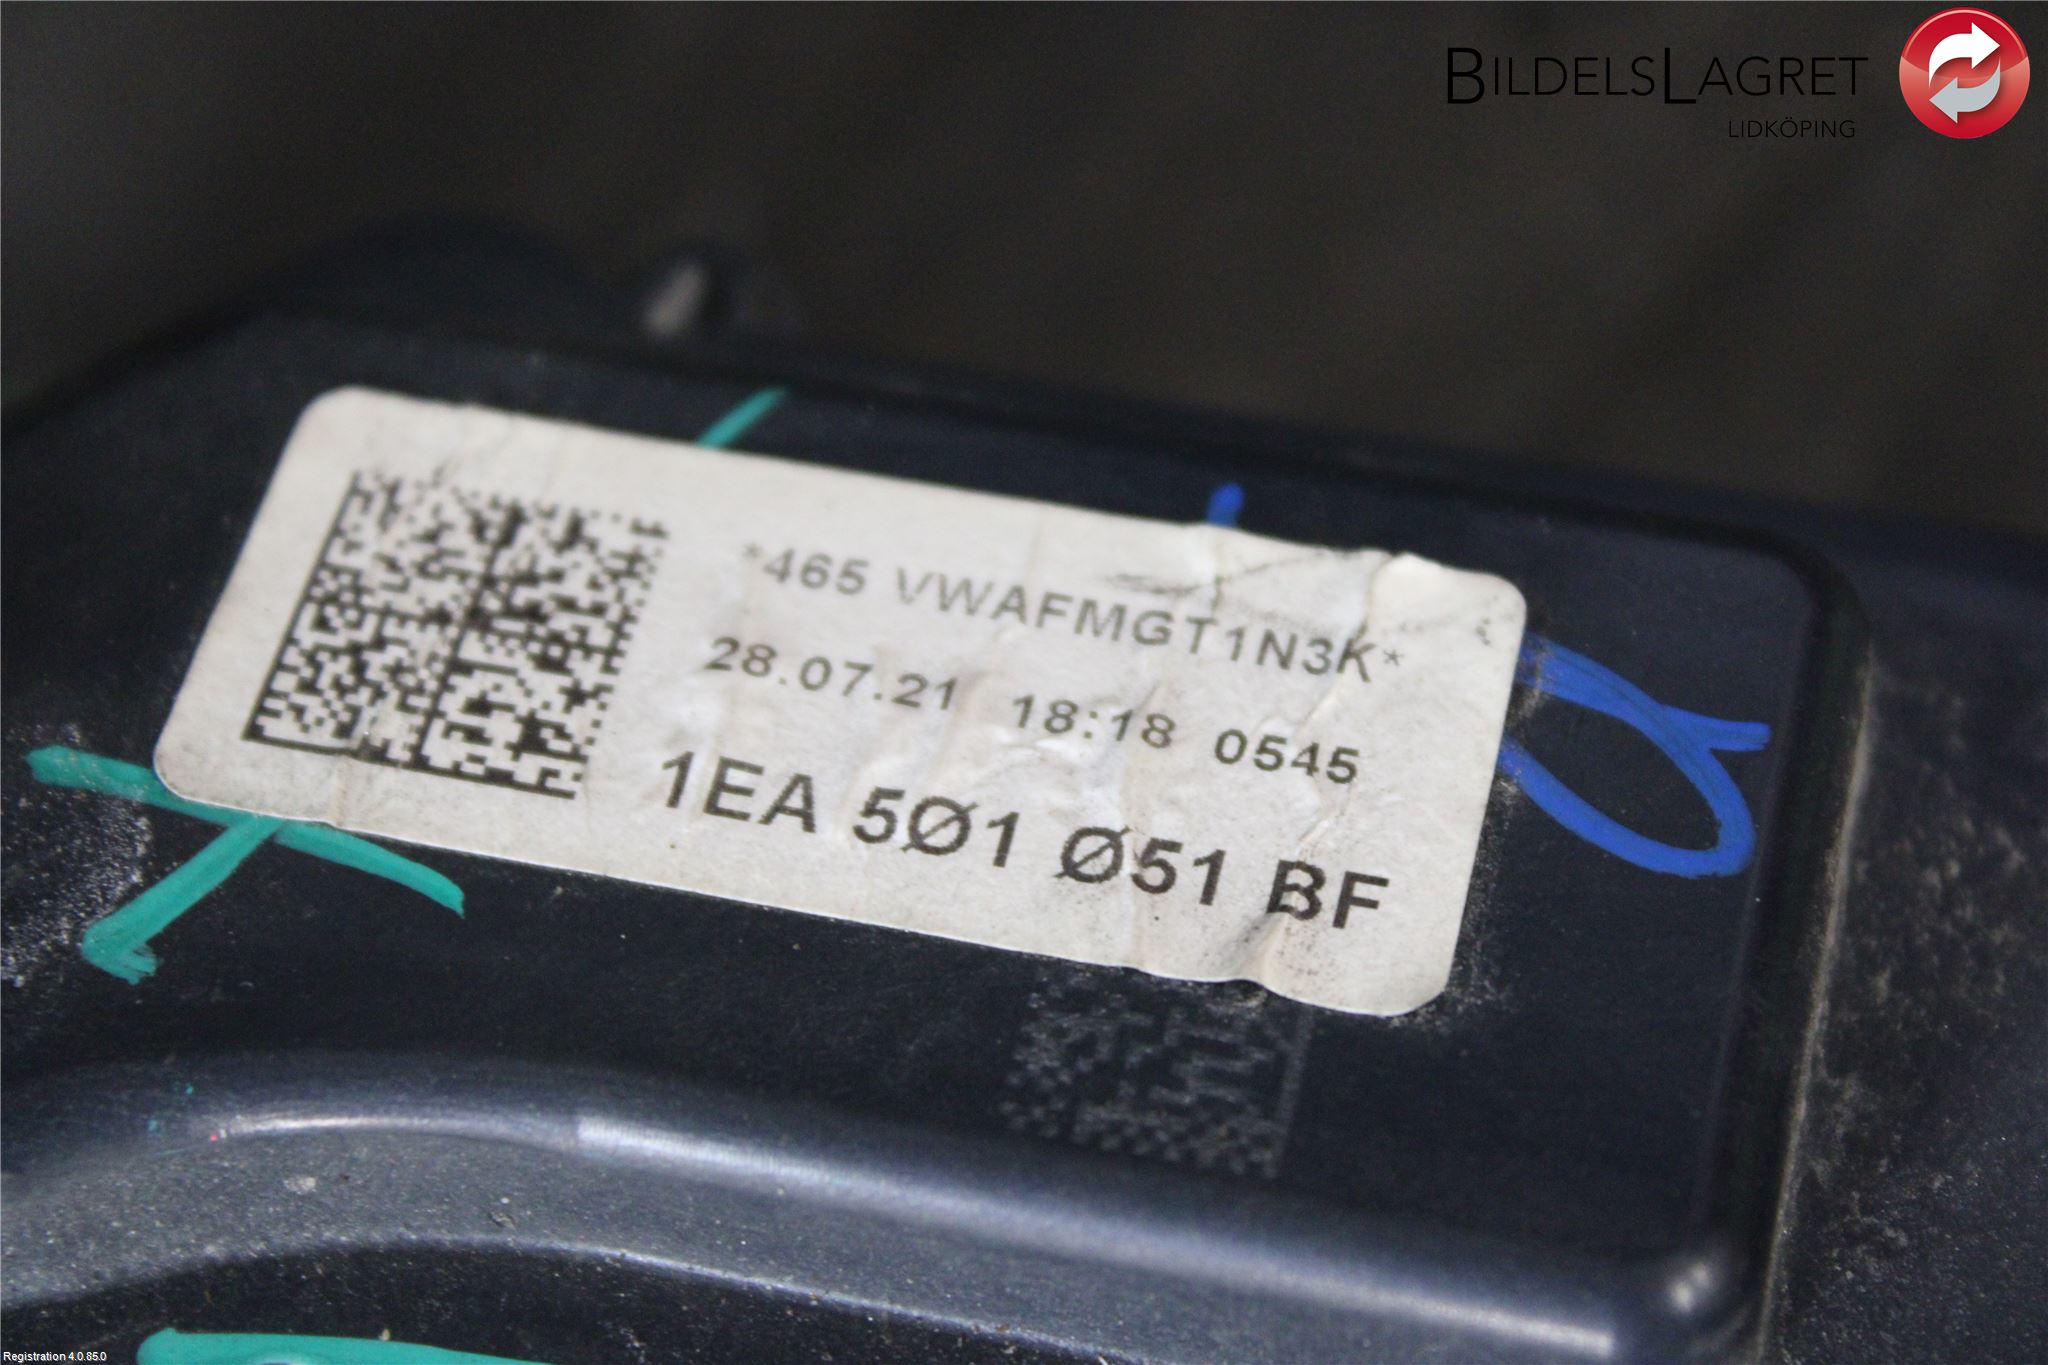 BILDELSLAGRET
LIDKÖPING
*465 VWAFMGT1N3K*
28.07.21 18:18 0545
1EA 5Ø1 Ø51 BF
Registration 4.0.85.0